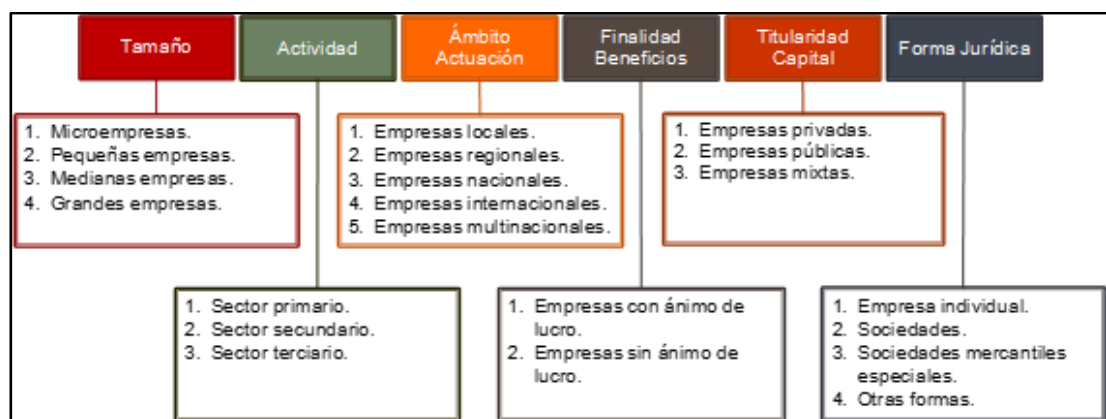 Tamaño
Actividad
Ámbito
Actuación
Finalidad
Beneficios
Titularidad
Capital
Forma Jurídica
1. Microempresas.
2. Pequeñas empresas.
3. Medianas empresas.
4. Grandes empresas.
1. Empresas locales.
2. Empresas regionales.
3. Empresas nacionales.
4. Empresas internacionales.
5. Empresas multinacionales.
1. Empresas privadas.
2. Empresas públicas.
3. Empresas mixtas.
1. Sector primario.
2. Sector secundario.
3. Sector terciario.
1. Empresas con ánimo de
lucro.
2. Empresas sin ánimo de
lucro.
1. Empresa individual.
2. Sociedades.
3. Sociedades mercantiles
especiales.
4. Otras formas.